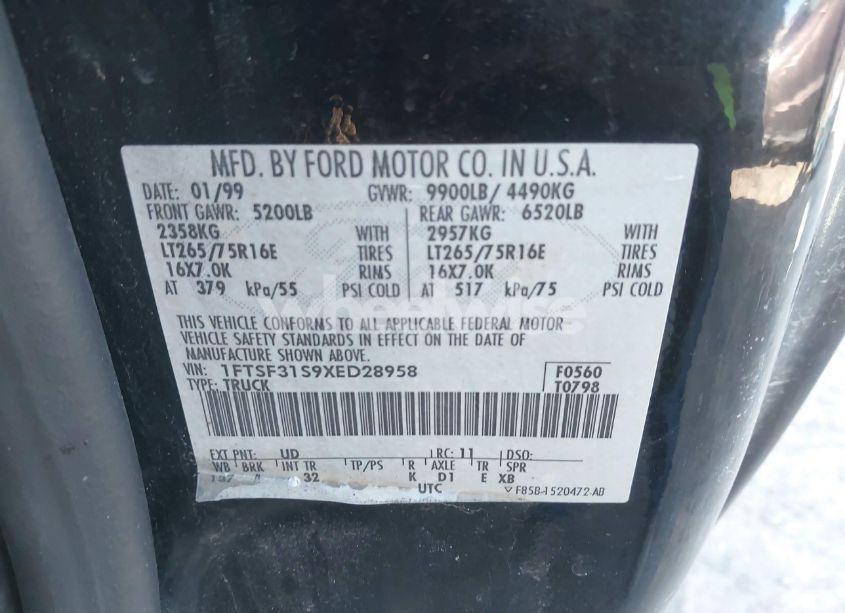 MFD. BY FORD MOTOR CO. IN U.S.A.
DATE: 01/99 GVWR: 9900LB/ 4490KG
FRONT GAWR: 5200LB REAR GAWR: 6520LB
2358KG WITH 2957KG WITH
LT265/75R16E TIRES LT265/75R16E TIRES
16X7.0K RIMS 16X7.0K RIMS
AT 379 kPa/55 PSI COLD AT 517 kPa/75 PSI COLD
THIS VEHICLE CONFORMS TO ALL APPLICABLE FEDERAL MOTOR
VEHICLE SAFETY STANDARDS IN EFFECT ON THE DATE OF
MANUFACTURE SHOWN ABOVE.
VIN: 1FTSF31S9XED28958 F0560
TYPE: TRUCK T0798
EXT PNT: UD RC: 11 DSO:
WB BRK INT TR TP/PS R AXLE TR SPR
32 K D1 E XB
UTC F85B-1520472-AB